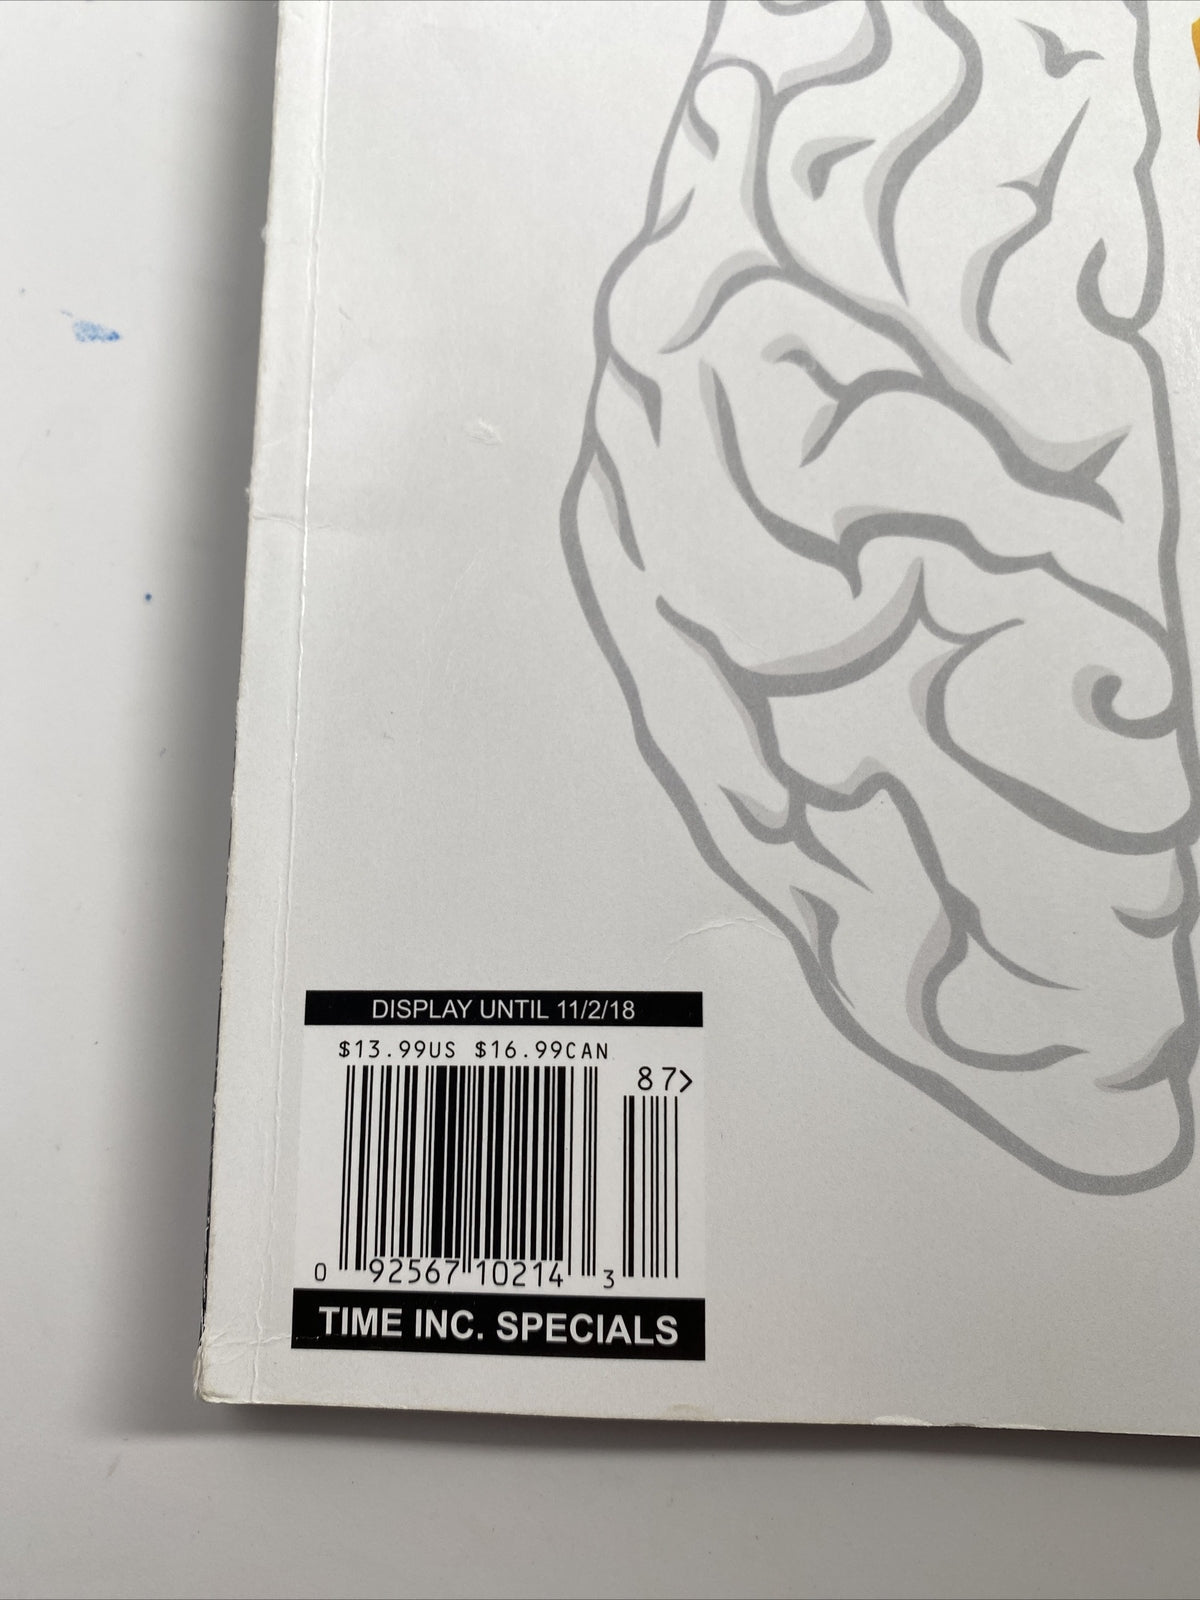 DISPLAY UNTIL 11/2/18
$13.99US $16.99CAN
87>
0 92567 10214 3
TIME INC. SPECIALS